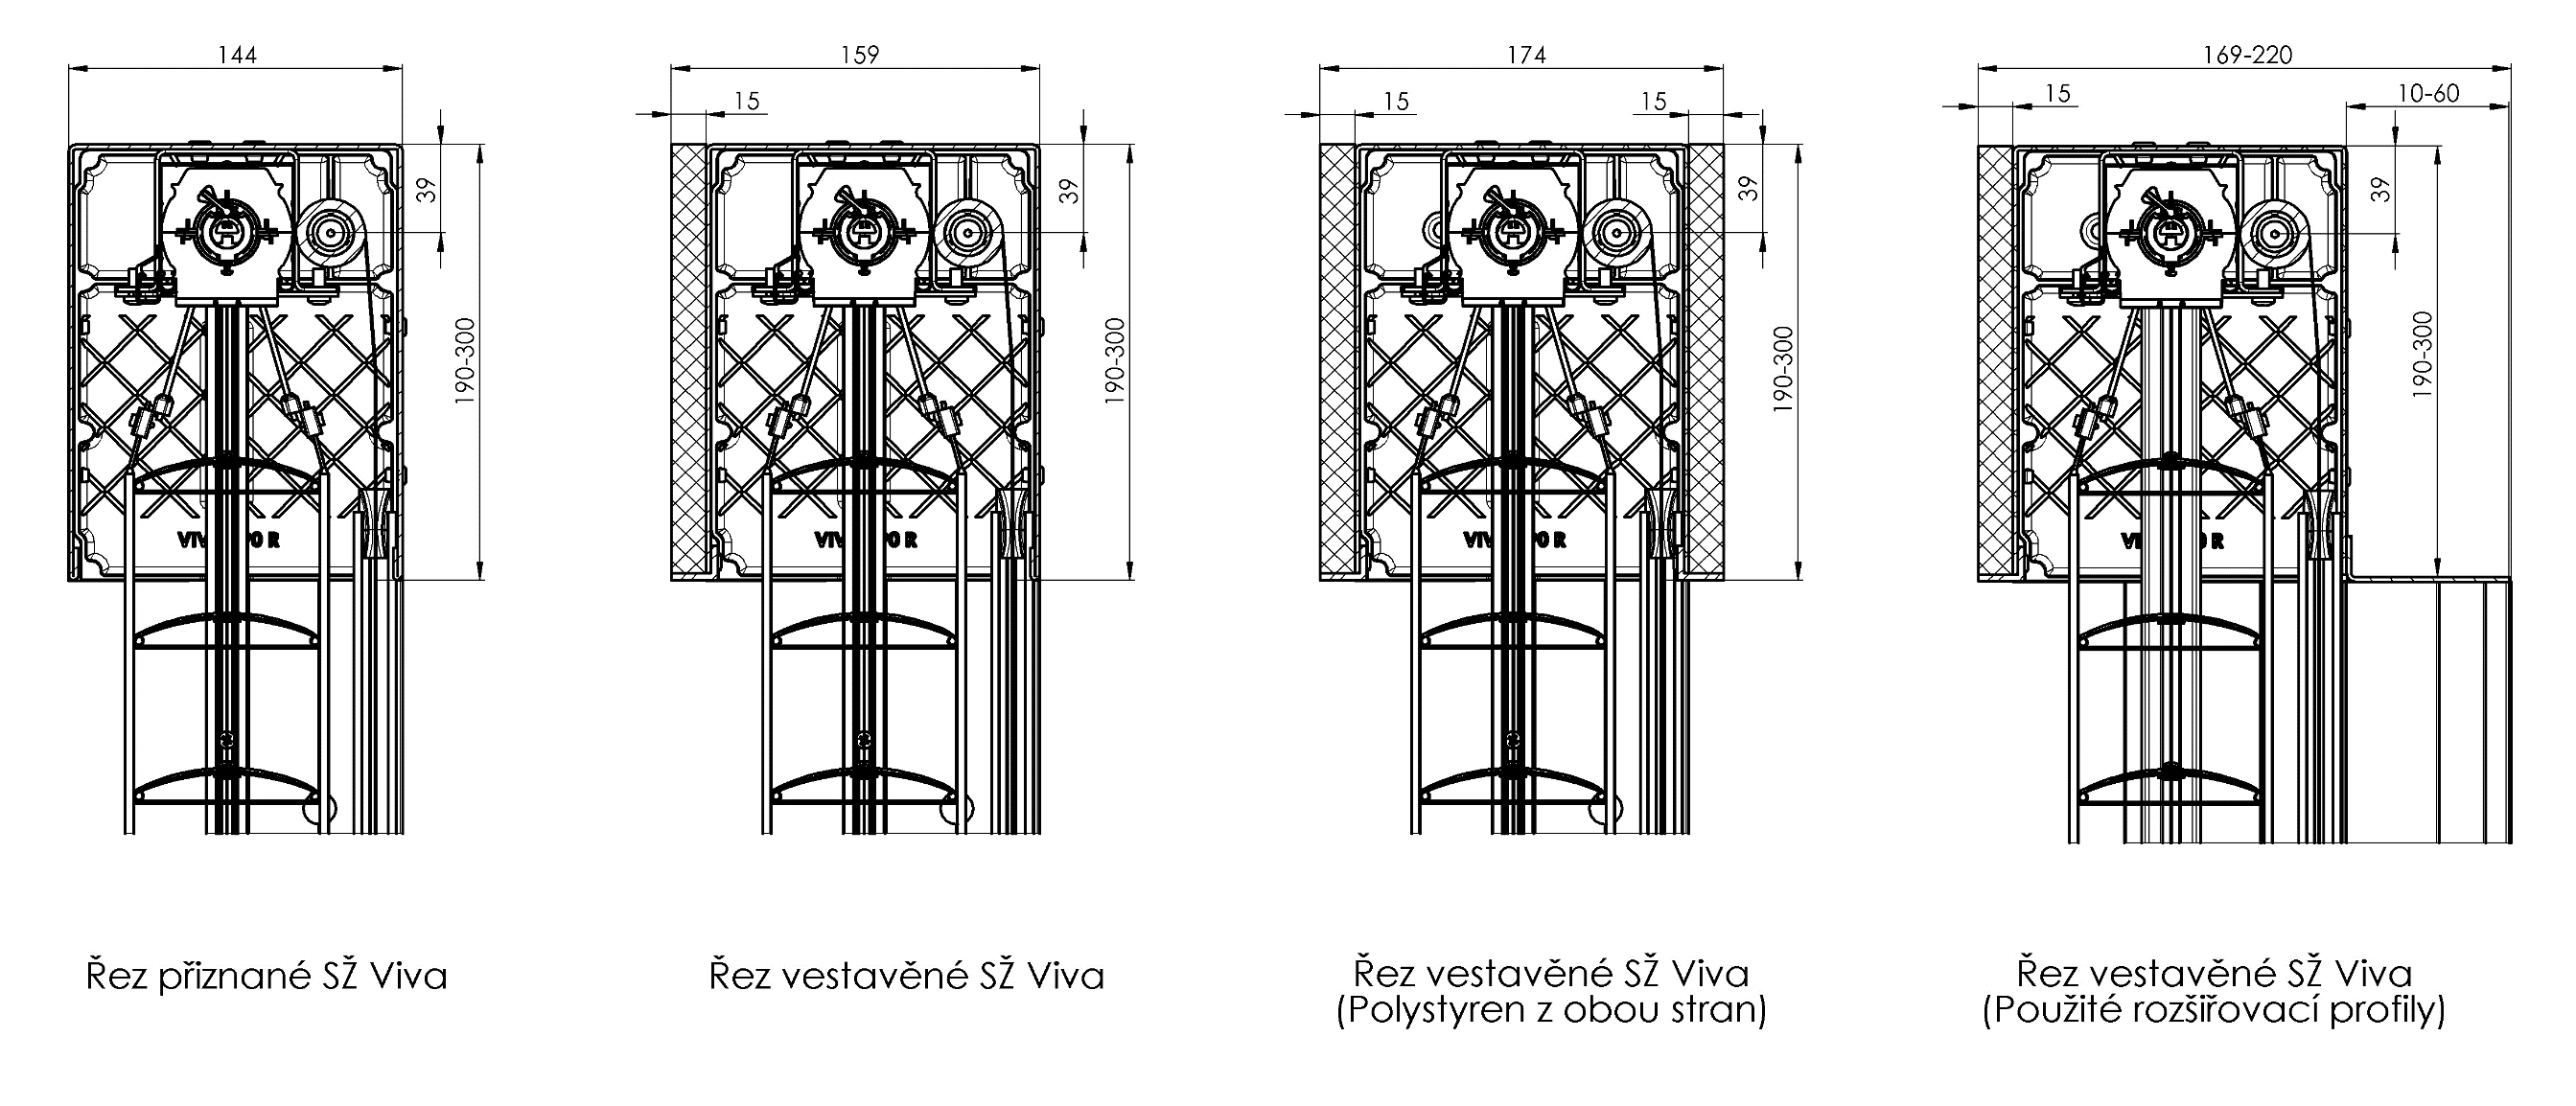 144
159
174
169-220
15
15
15
15
10-60
39
39
39
39
190-300
190-300
190-300
190-300
Řez přiznané SŽ Viva
Řez vestavěné SŽ Viva
Řez vestavěné SŽ Viva
(Polystyren z obou stran)
Řez vestavěné SŽ Viva
(Použité rozšiřovací profily)